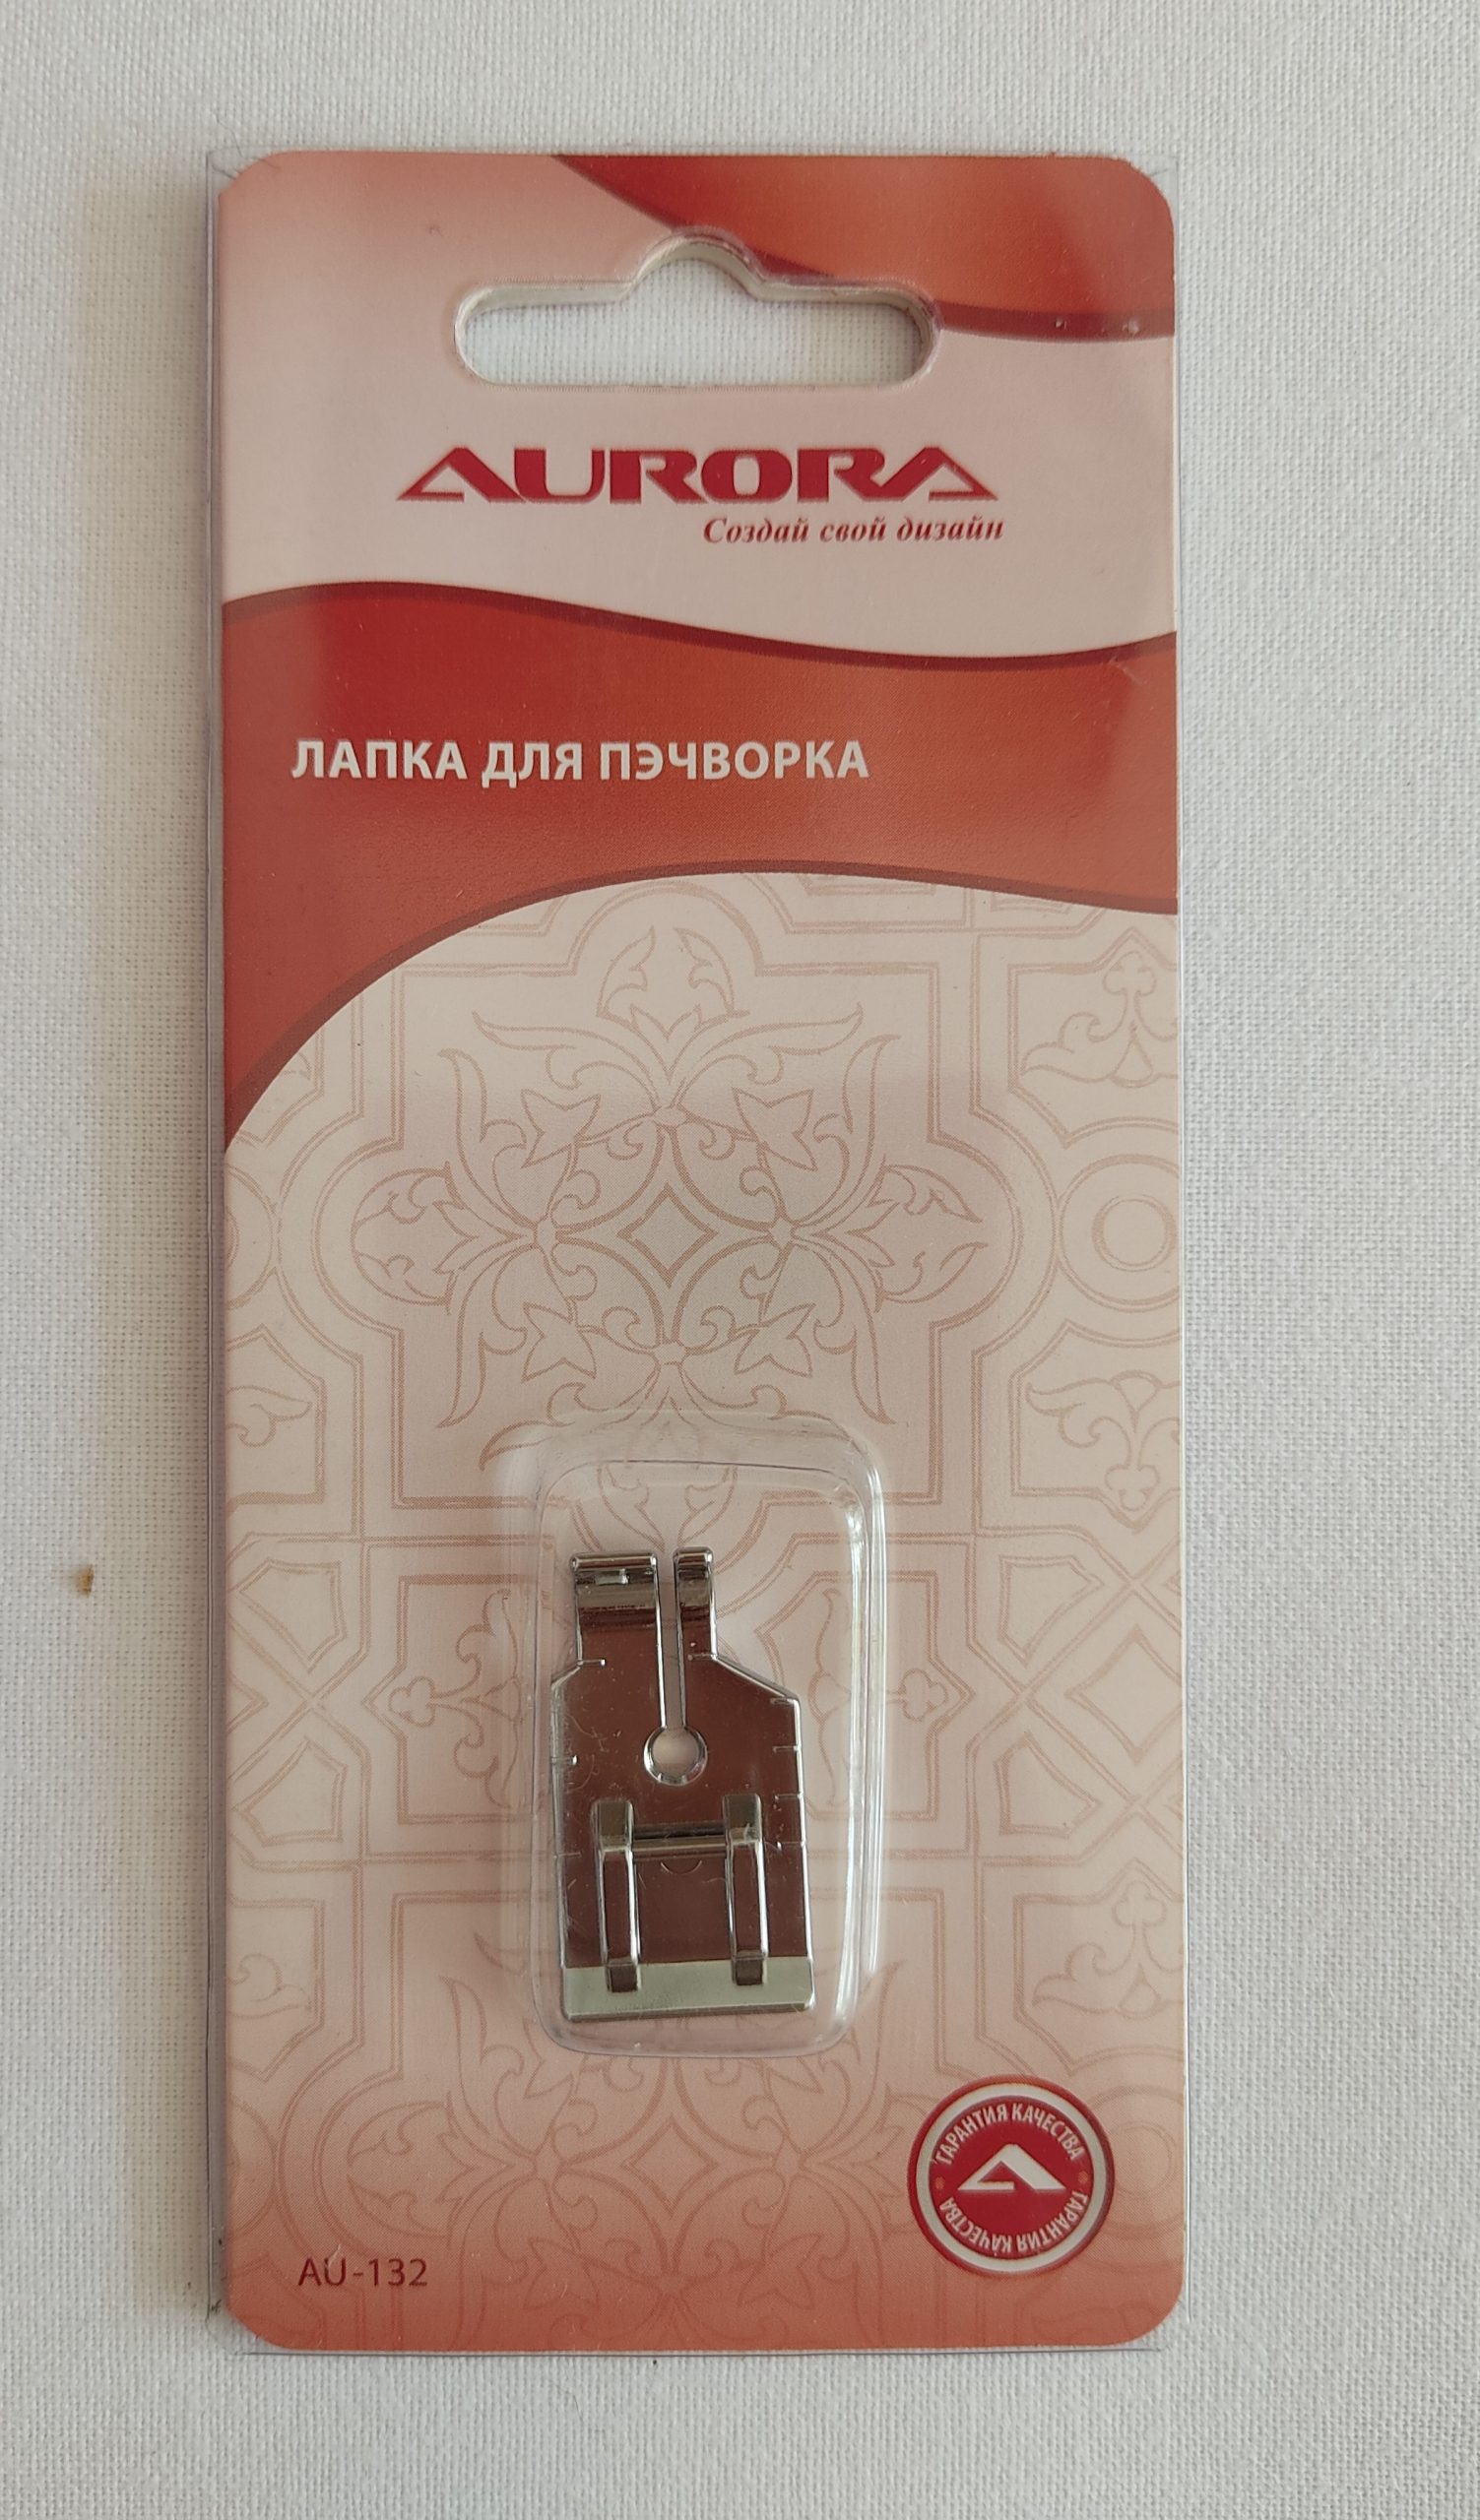 AURORA
Создай свой дизайн
ЛАПКА ДЛЯ ПЭЧВОРКА
ГАРАНТИЯ КАЧЕСТВА
ГАРАНТИЯ КАЧЕСТВА
AU-132